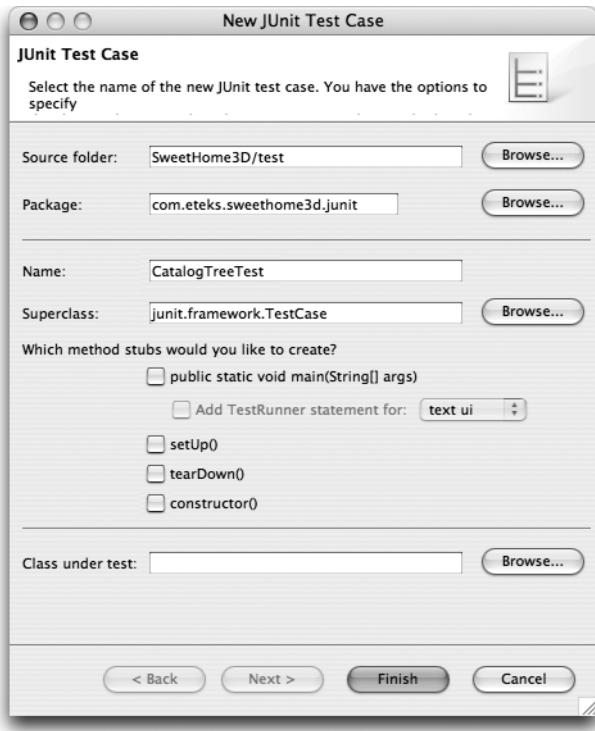 New JUnit Test Case
JUnit Test Case
Select the name of the new JUnit test case. You have the options to
specify
Source folder: SweetHome3D/test Browse...
Package: com.eteks.sweethome3d.junit Browse...
Name: CatalogTreeTest
Superclass: junit.framework.TestCase Browse...
Which method stubs would you like to create?
public static void main(String[] args)
Add TestRunner statement for: text ui
setUp()
tearDown()
constructor()
Class under test: Browse...
< Back Next > Finish Cancel